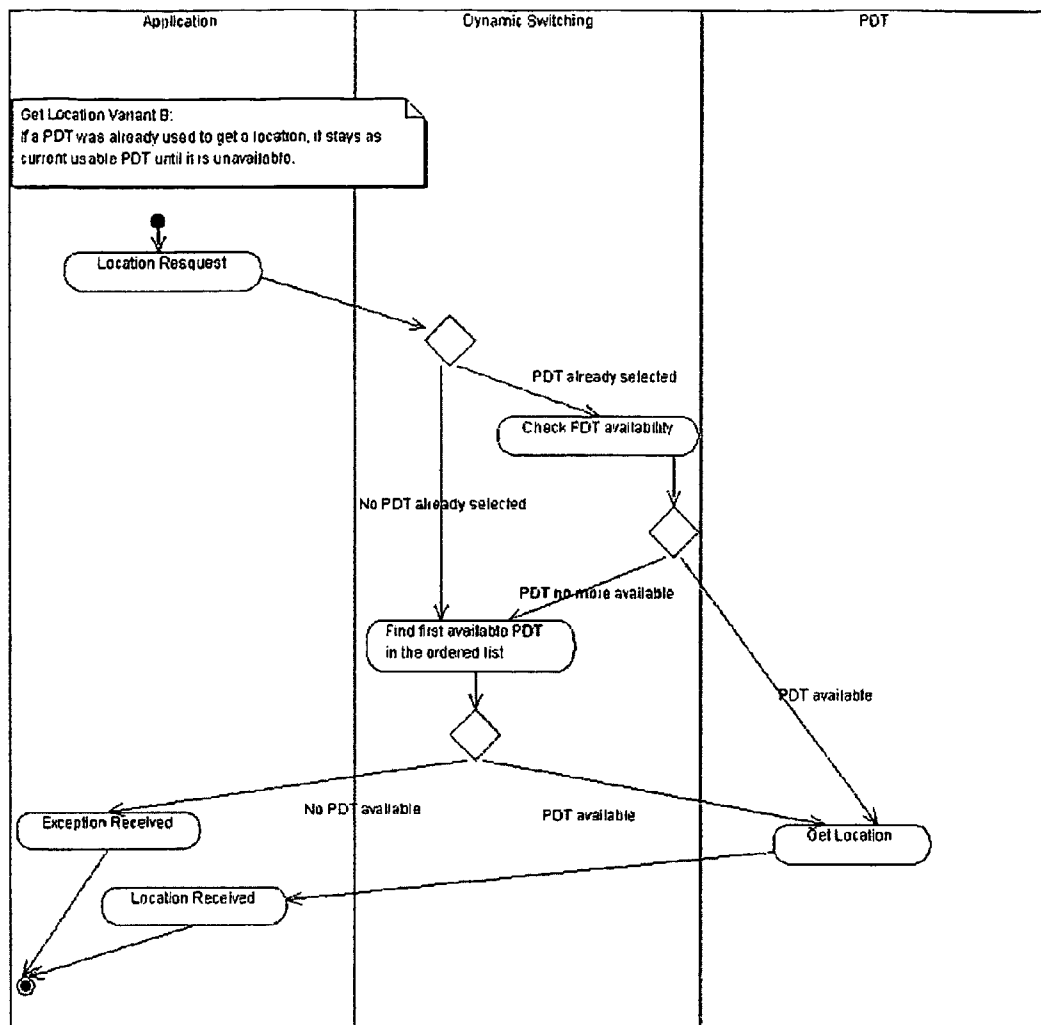 Application
Dynamic Switching
PDT
Get Location Variant B:
If a PDT was already used to get a location, it stays as
current usable PDT until it is unavailable.
Location Resquest
PDT already selected
Check PDT availability
No PDT already selected
PDT no more available
Find first available PDT
in the ordered list
PDT available
No PDT available
PDT available
Exception Received
Get Location
Location Received